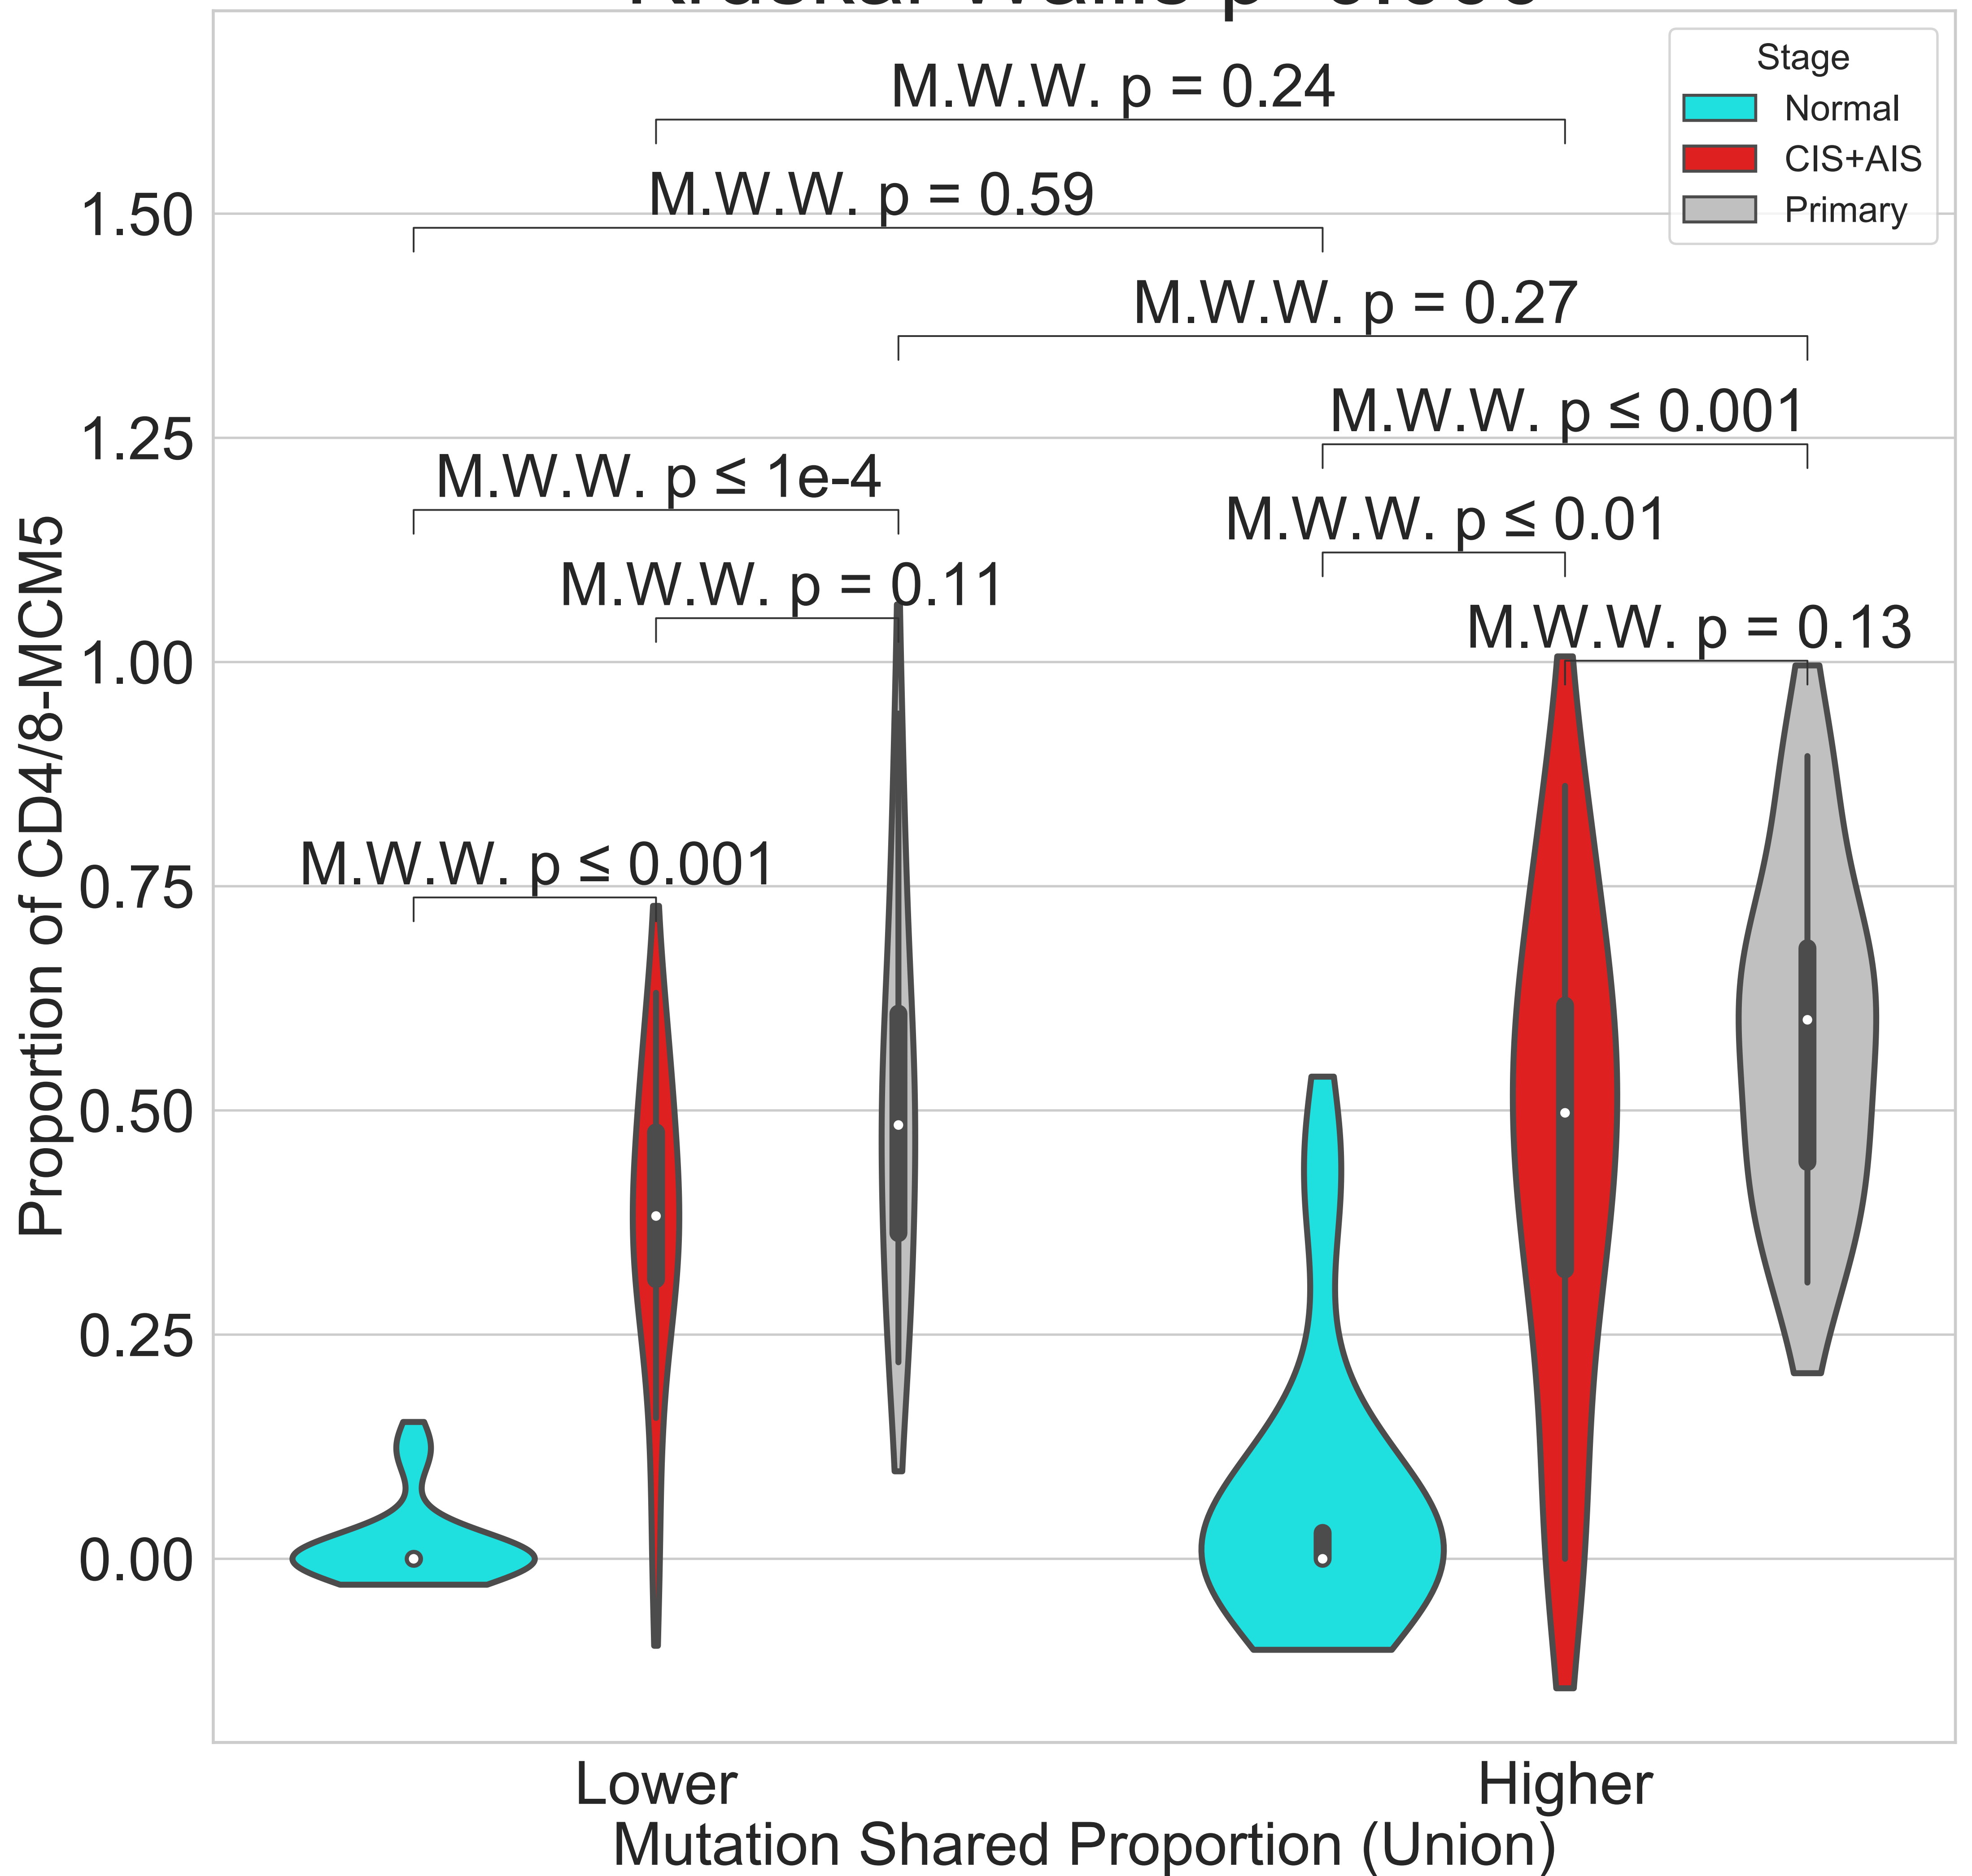 Stage
Normal
CIS+AIS
Primary
M.W.W. p = 0.24
M.W.W. p = 0.59
M.W.W. p = 0.27
M.W.W. p ≤ 0.001
M.W.W. p ≤ 1e-4
M.W.W. p ≤ 0.01
M.W.W. p = 0.11
M.W.W. p = 0.13
M.W.W. p ≤ 0.001
1.50
1.25
1.00
0.75
0.50
0.25
0.00
Proportion of CD4/8-MCM5
Lower
Higher
Mutation Shared Proportion (Union)